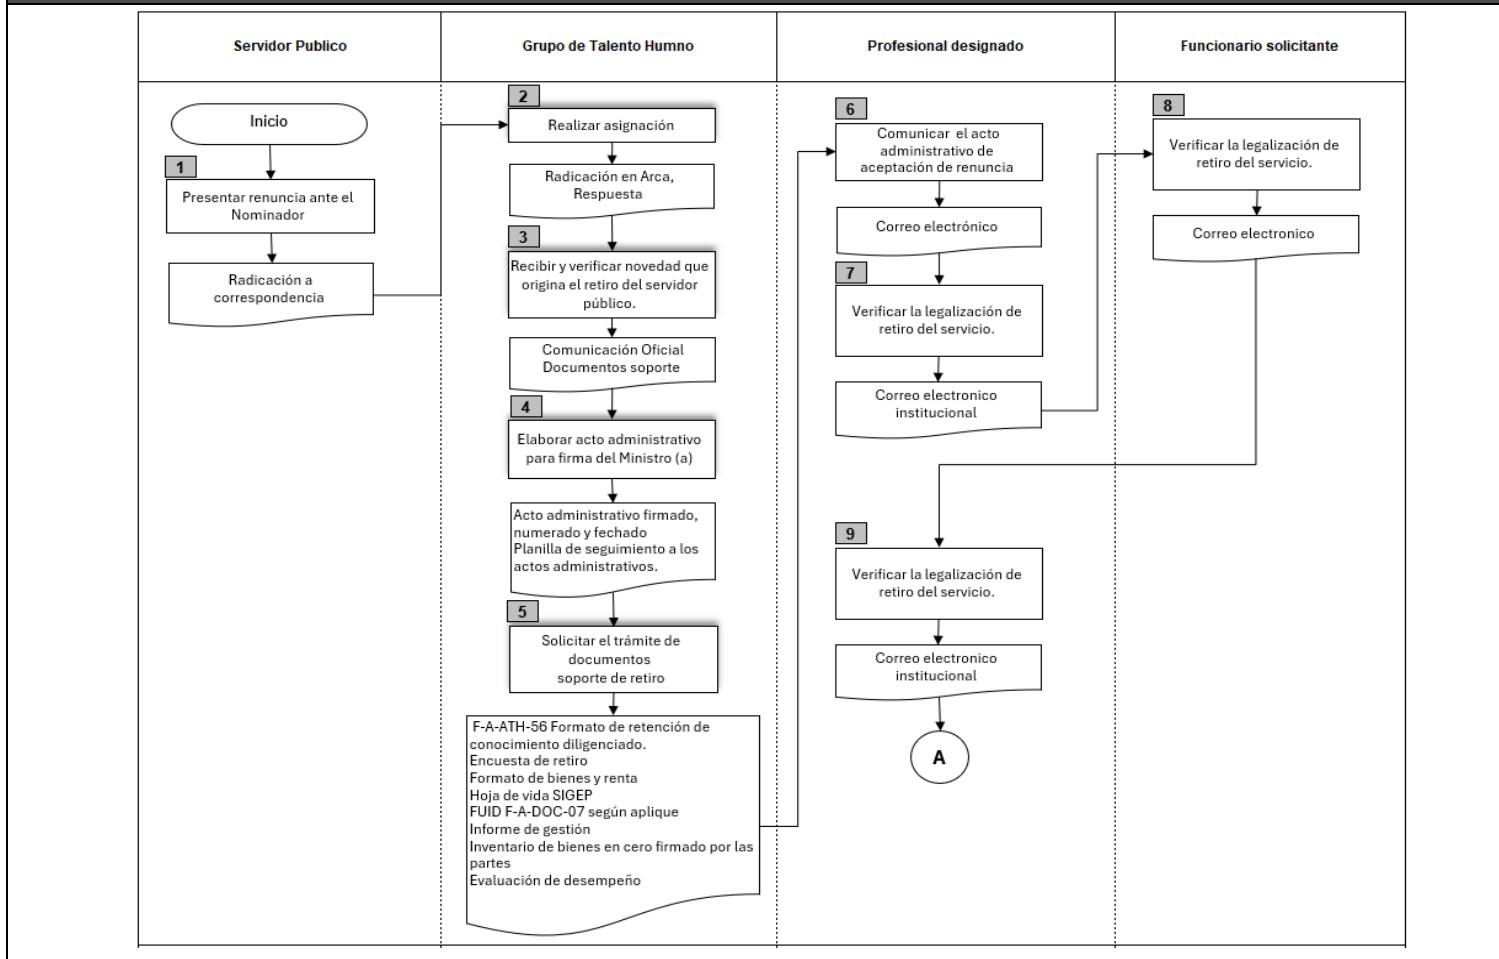 Servidor Publico
Grupo de Talento Humno
Profesional designado
Funcionario solicitante
Inicio
1
Presentar renuncia ante el
Nominador
Radicación a
correspondencia
2
Realizar asignación
Radicación en Arca,
Respuesta
3
Recibir y verificar novedad que
origina el retiro del servidor
público.
Comunicación Oficial
Documentos soporte
4
Elaborar acto administrativo
para firma del Ministro (a)
Acto administrativo firmado,
numerado y fechado
Planilla de seguimiento a los
actos administrativos.
5
Solicitar el trámite de
documentos
soporte de retiro
F-A-ATH-56 Formato de retención de
conocimiento diligenciado.
Encuesta de retiro
Formato de bienes y renta
Hoja de vida SIGEP
FUID F-A-DOC-07 según aplique
Informe de gestión
Inventario de bienes en cero firmado por las
partes
Evaluación de desempeño
6
Comunicar el acto
administrativo de
aceptación de renuncia
Correo electrónico
7
Verificar la legalización de
retiro del servicio.
Correo electronico
institucional
8
Verificar la legalización de
retiro del servicio.
Correo electronico
9
Verificar la legalización de
retiro del servicio.
Correo electronico
institucional
A